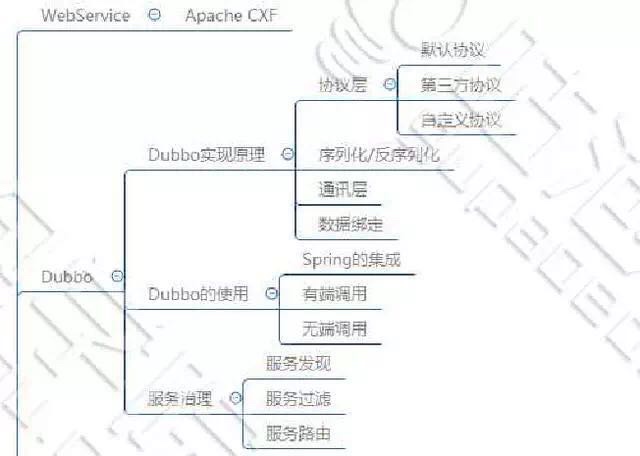 WebService
Apache CXF
Dubbo
Dubbo实现原理
协议层
默认协议
第三方协议
自定义协议
序列化/反序列化
通讯层
数据绑定
Dubbo的使用
Spring的集成
有端调用
无端调用
服务治理
服务发现
服务过滤
服务路由